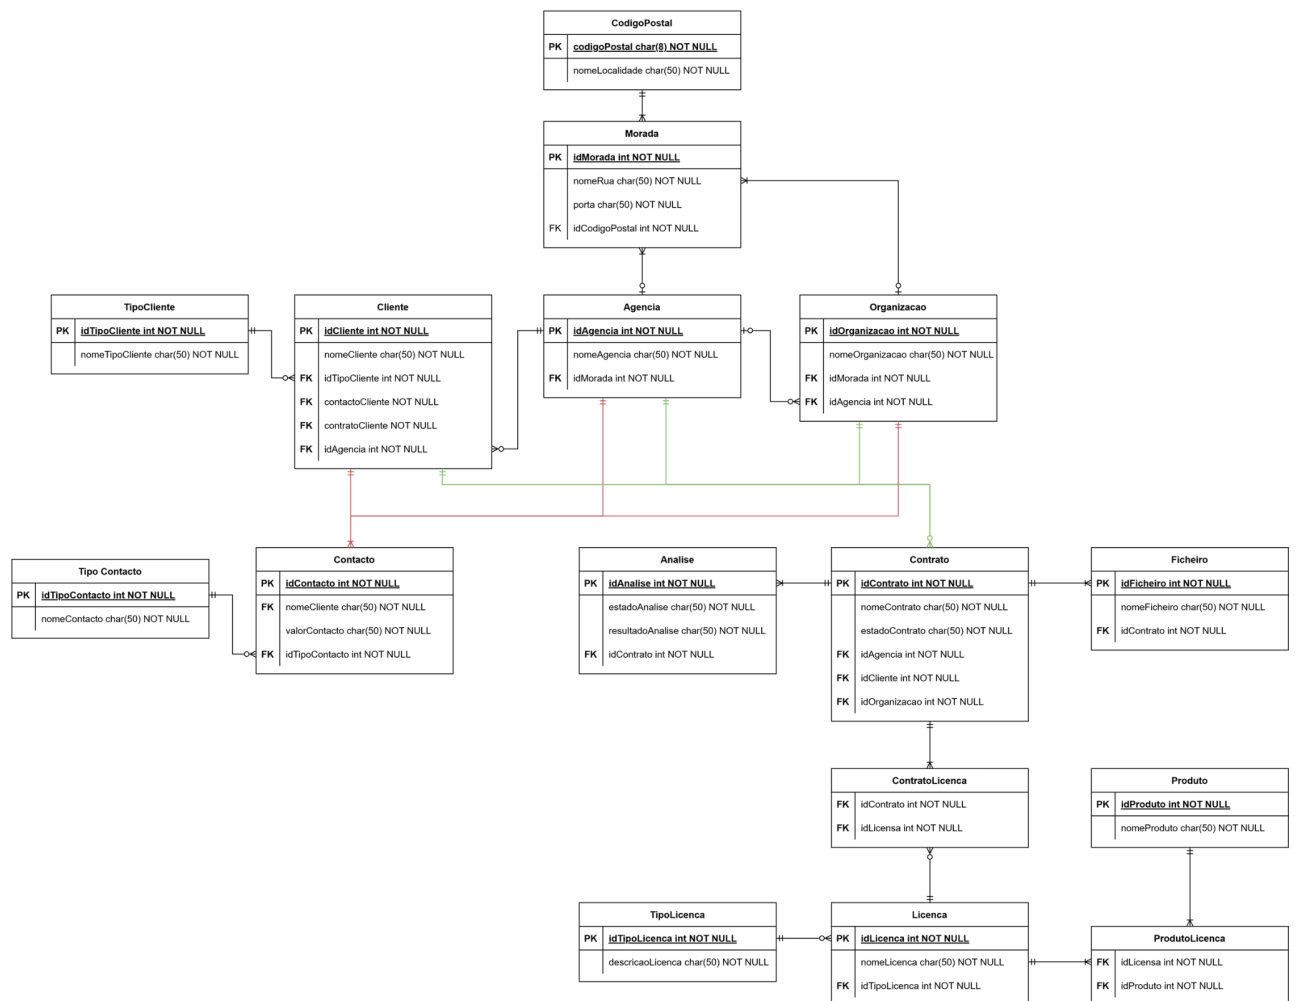 CodigoPostal
PK codigoPostal char(8) NOT NULL
nomeLocalidade char(50) NOT NULL
Morada
PK idMorada int NOT NULL
nomeRua char(50) NOT NULL
porta char(50) NOT NULL
FK idCodigoPostal int NOT NULL
TipoCliente
PK idTipoCliente int NOT NULL
nomeTipoCliente char(50) NOT NULL
Cliente
PK idCliente int NOT NULL
nomeCliente char(50) NOT NULL
FK idTipoCliente int NOT NULL
FK contactoCliente NOT NULL
FK contratoCliente NOT NULL
FK idAgencia int NOT NULL
Agencia
PK idAgencia int NOT NULL
nomeAgencia char(50) NOT NULL
FK idMorada int NOT NULL
Organizacao
PK idOrganizacao int NOT NULL
nomeOrganizacao char(50) NOT NULL
FK idMorada int NOT NULL
FK idAgencia int NOT NULL
Tipo Contacto
PK idTipoContacto int NOT NULL
nomeContacto char(50) NOT NULL
Contacto
PK idContacto int NOT NULL
FK nomeCliente char(50) NOT NULL
valorContacto char(50) NOT NULL
FK idTipoContacto int NOT NULL
Analise
PK idAnalise int NOT NULL
estadoAnalise char(50) NOT NULL
resultadoAnalise char(50) NOT NULL
FK idContrato int NOT NULL
Contrato
PK idContrato int NOT NULL
nomeContrato char(50) NOT NULL
estadoContrato char(50) NOT NULL
FK idAgencia int NOT NULL
FK idCliente int NOT NULL
FK idOrganizacao int NOT NULL
Ficheiro
PK idFicheiro int NOT NULL
nomeFicheiro char(50) NOT NULL
FK idContrato int NOT NULL
ContratoLicenca
FK idContrato int NOT NULL
FK idLicensa int NOT NULL
Produto
PK idProduto int NOT NULL
nomeProduto char(50) NOT NULL
TipoLicenca
PK idTipoLicenca int NOT NULL
descricaoLicenca char(50) NOT NULL
Licenca
PK idLicenca int NOT NULL
nomeLicenca char(50) NOT NULL
FK idTipoLicenca int NOT NULL
ProdutoLicenca
FK idLicensa int NOT NULL
FK idProduto int NOT NULL